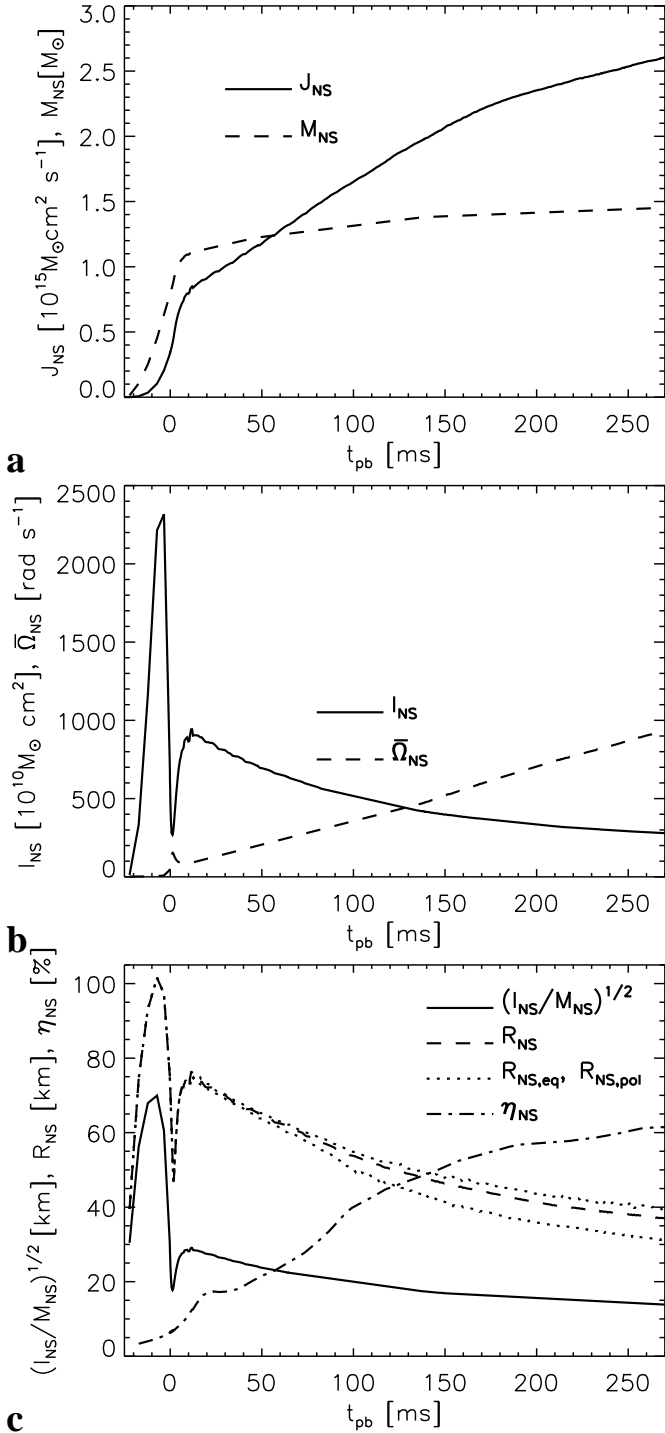 3.0
2.5
2.0
1.5
1.0
0.5
0.0
J_NS [10^15 M_⊙ cm^2 s^-1], M_NS [M_⊙]
J_NS
M_NS
0 50 100 150 200 250
t_pb [ms]
a
2500
2000
1500
1000
500
0
I_NS [10^10 M_⊙ cm^2], Ω̄_NS [rad s^-1]
I_NS
Ω̄_NS
0 50 100 150 200 250
t_pb [ms]
b
100
80
60
40
20
0
(I_NS/M_NS)^1/2 [km], R_NS [km], η_NS [%]
(I_NS/M_NS)^1/2
R_NS
R_NS,eq, R_NS,pol
η_NS
0 50 100 150 200 250
t_pb [ms]
c